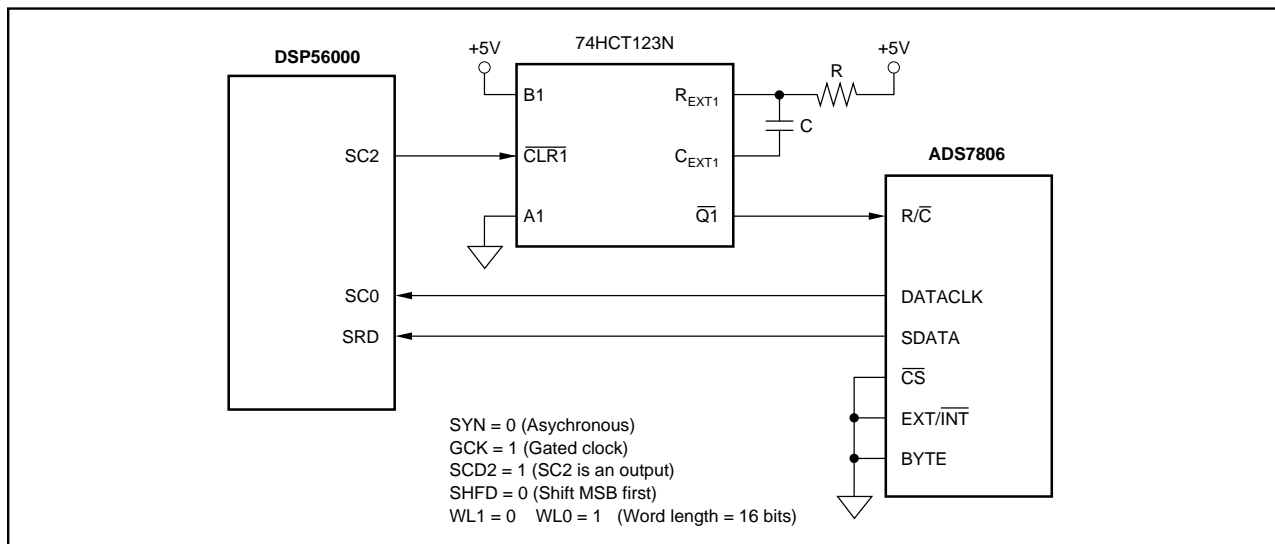 DSP56000
SC2
SC0
SRD
+5V
74HCT123N
B1
CLR1
A1
REXT1
CEXT1
Q1
R
C
+5V
ADS7806
R/C
DATACLK
SDATA
CS
EXT/INT
BYTE
SYN = 0 (Asychronous)
GCK = 1 (Gated clock)
SCD2 = 1 (SC2 is an output)
SHFD = 0 (Shift MSB first)
WL1 = 0 WL0 = 1 (Word length = 16 bits)